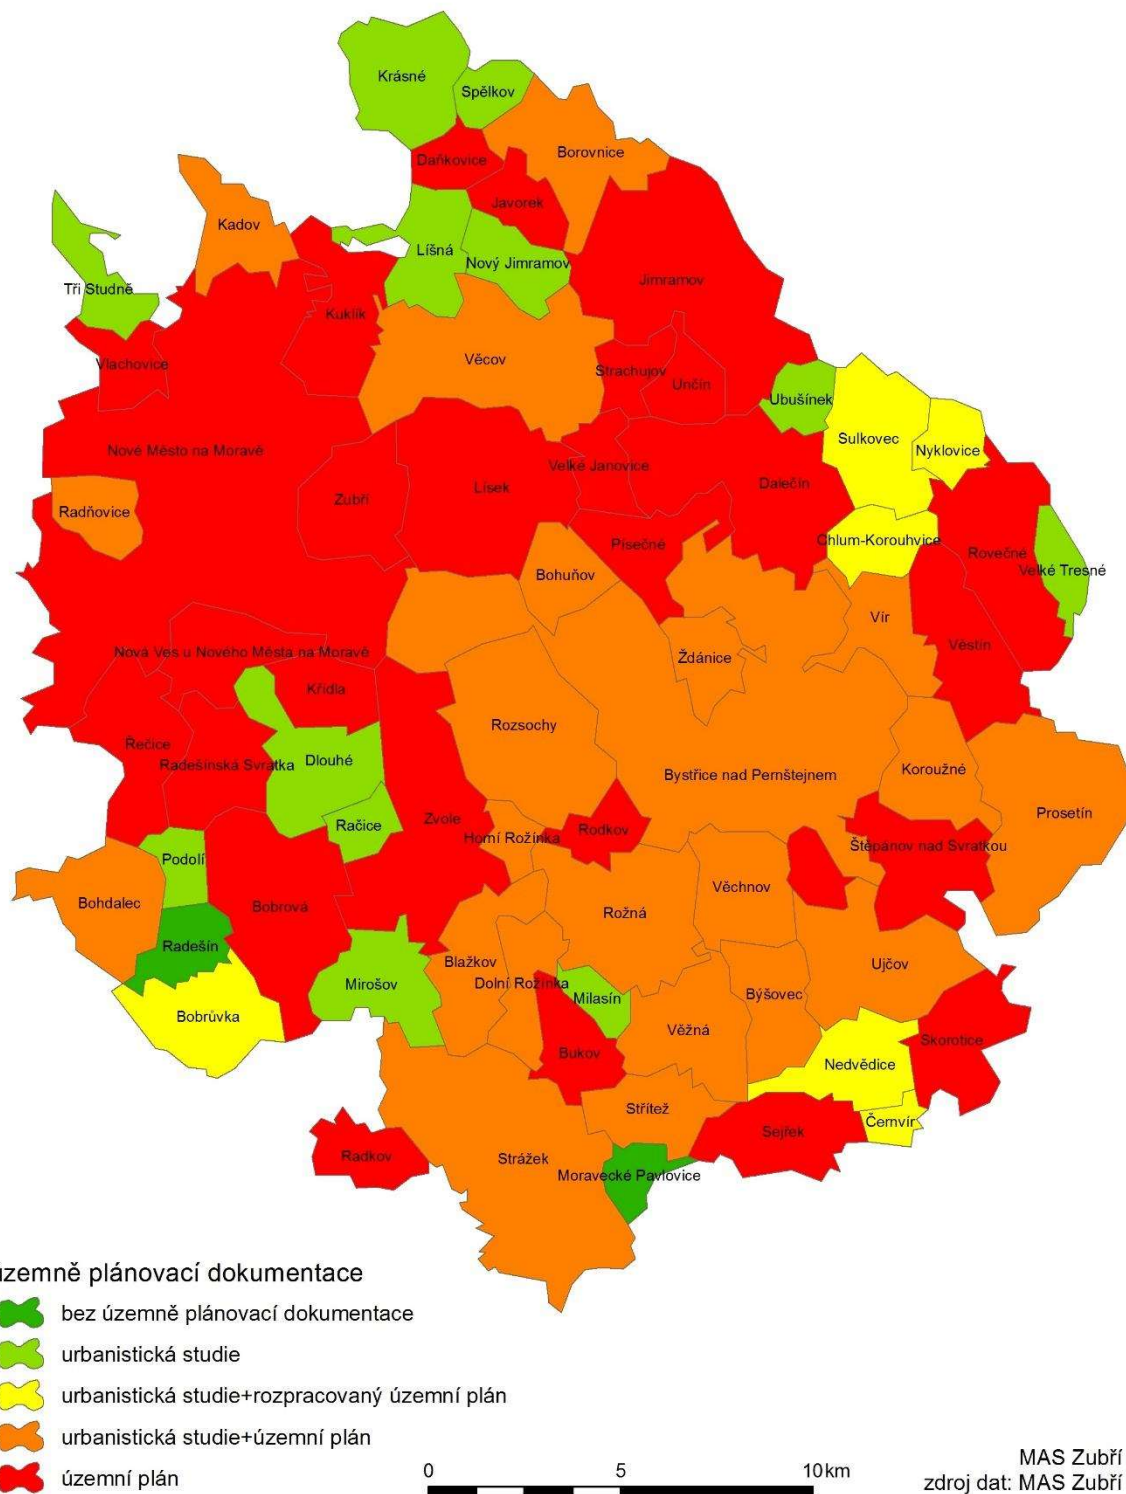 Krásné
Spělkov
Borovnice
Daňkovice
Javorek
Kadov
Líšná
Nový Jimramov
Jimramov
Tři Studně
Kuklík
Vlachovice
Věcov
Strachujov
Unčín
Ubušínek
Sulkovec
Nyklovice
Nové Město na Moravě
Velké Janovice
Dalečín
Lísek
Zubří
Radňovice
Písečné
Chlum-Korouhvice
Rovečné
Velké Tresné
Bohuňov
Vír
Věstín
Nová Ves u Nového Města na Moravě
Ždánice
Křídla
Rozsochy
Řečice
Radešínská Svratka
Dlouhé
Bystřice nad Pernštejnem
Koroužné
Prosetín
Račice
Zvole
Horní Rožínka
Rodkov
Štěpánov nad Svratkou
Podolí
Věchnov
Bohdalec
Bobrová
Rožná
Radešín
Blažkov
Ujčov
Mirošov
Dolní Rožínka
Milasín
Býšovec
Bobrůvka
Věžná
Skorotice
Bukov
Nedvědice
Střítež
Černvír
Sejřek
Radkov
Strážek
Moravecké Pavlovice
územně plánovací dokumentace
bez územně plánovací dokumentace
urbanistická studie
urbanistická studie+rozpracovaný územní plán
urbanistická studie+územní plán
územní plán
0 5 10 km
MAS Zubří
zdroj dat: MAS Zubří